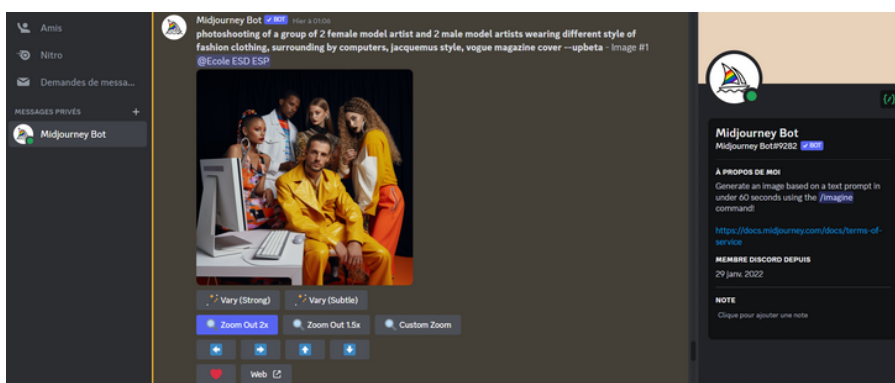 Amis
Nitro
Demandes de messa...
MESSAGES PRIVÉS +
Midjourney Bot
Midjourney Bot ✓ BOT Hier à 01:06
photoshooting of a group of 2 female model artist and 2 male model artists wearing different style of
fashion clothing, surrounding by computers, jacquemus style, vogue magazine cover --upbeta - Image #1
@Ecole ESD ESP
Vary (Strong)
Vary (Subtle)
Zoom Out 2x
Zoom Out 1.5x
Custom Zoom
Web
Midjourney Bot
Midjourney Bot#9282 ✓ BOT
À PROPOS DE MOI
Generate an image based on a text prompt in
under 60 seconds using the /imagine
command!
https://docs.midjourney.com/docs/terms-of-
service
MEMBRE DISCORD DEPUIS
29 janv. 2022
NOTE
Clique pour ajouter une note